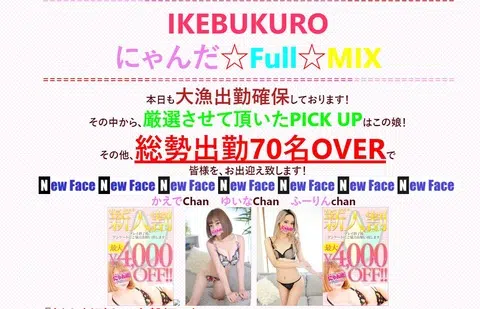 IKEBUKURO
にゃんだ☆Full☆MIX
本日も大漁出勤確保しております!
その中から、厳選させて頂いたPICK UPはこの娘!
その他、総勢出勤70名OVERで
皆様を、お出迎え致します!
New Face New Face New Face New Face New Face New Face New Face
かえでChan ゆいなChan ふーりんchan
最大
¥4,000
OFF!!
最大
¥4,000
OFF!!